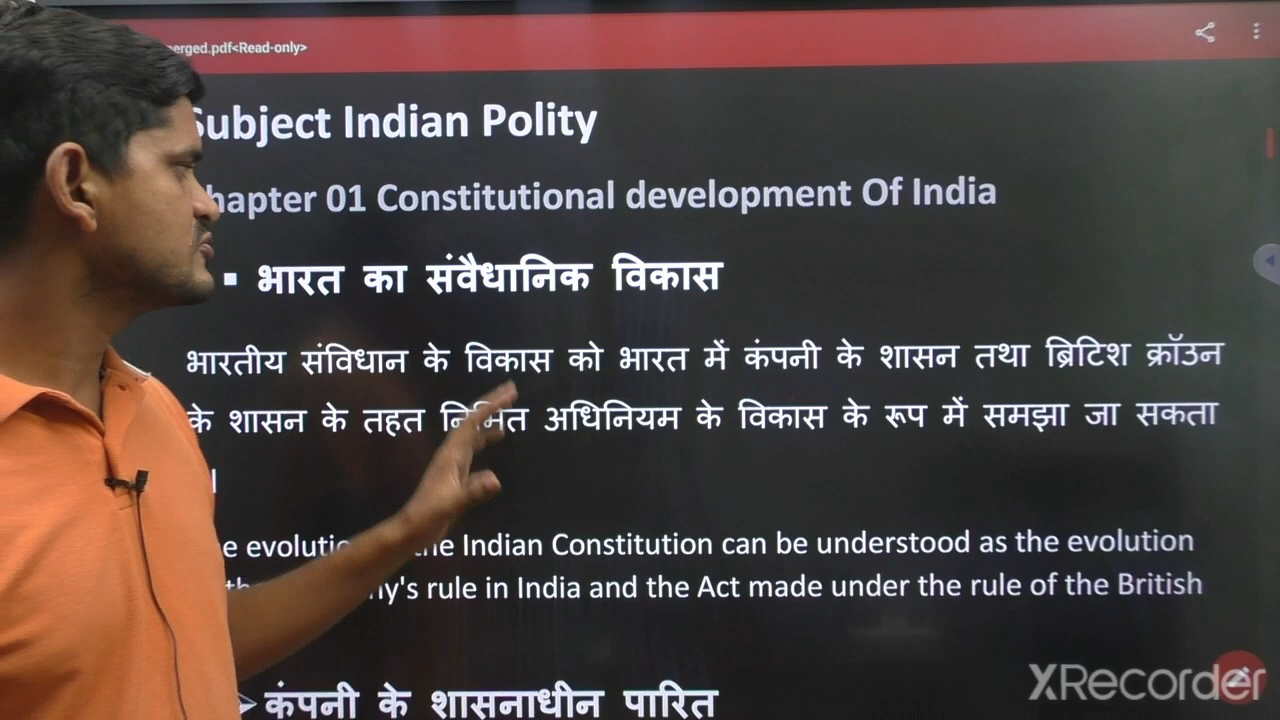 erged.pdf<Read-only>
Subject Indian Polity
hapter 01 Constitutional development Of India
▪ भारत का संवैधानिक विकास
भारतीय संविधान के विकास को भारत में कंपनी के शासन तथा ब्रिटिश क्रॉउन
के शासन के तहत अधिनियम के विकास के रूप में समझा जा सकता
।
e the Indian Constitution can be understood as the evolution
ny's rule in India and the Act made under the rule of the British
➢ कंपनी के शासनाधीन पारित
XRecorder